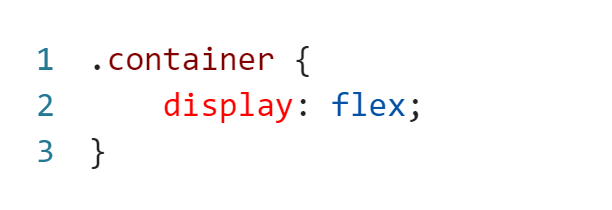 1 .container {
2     display: flex;
3 }